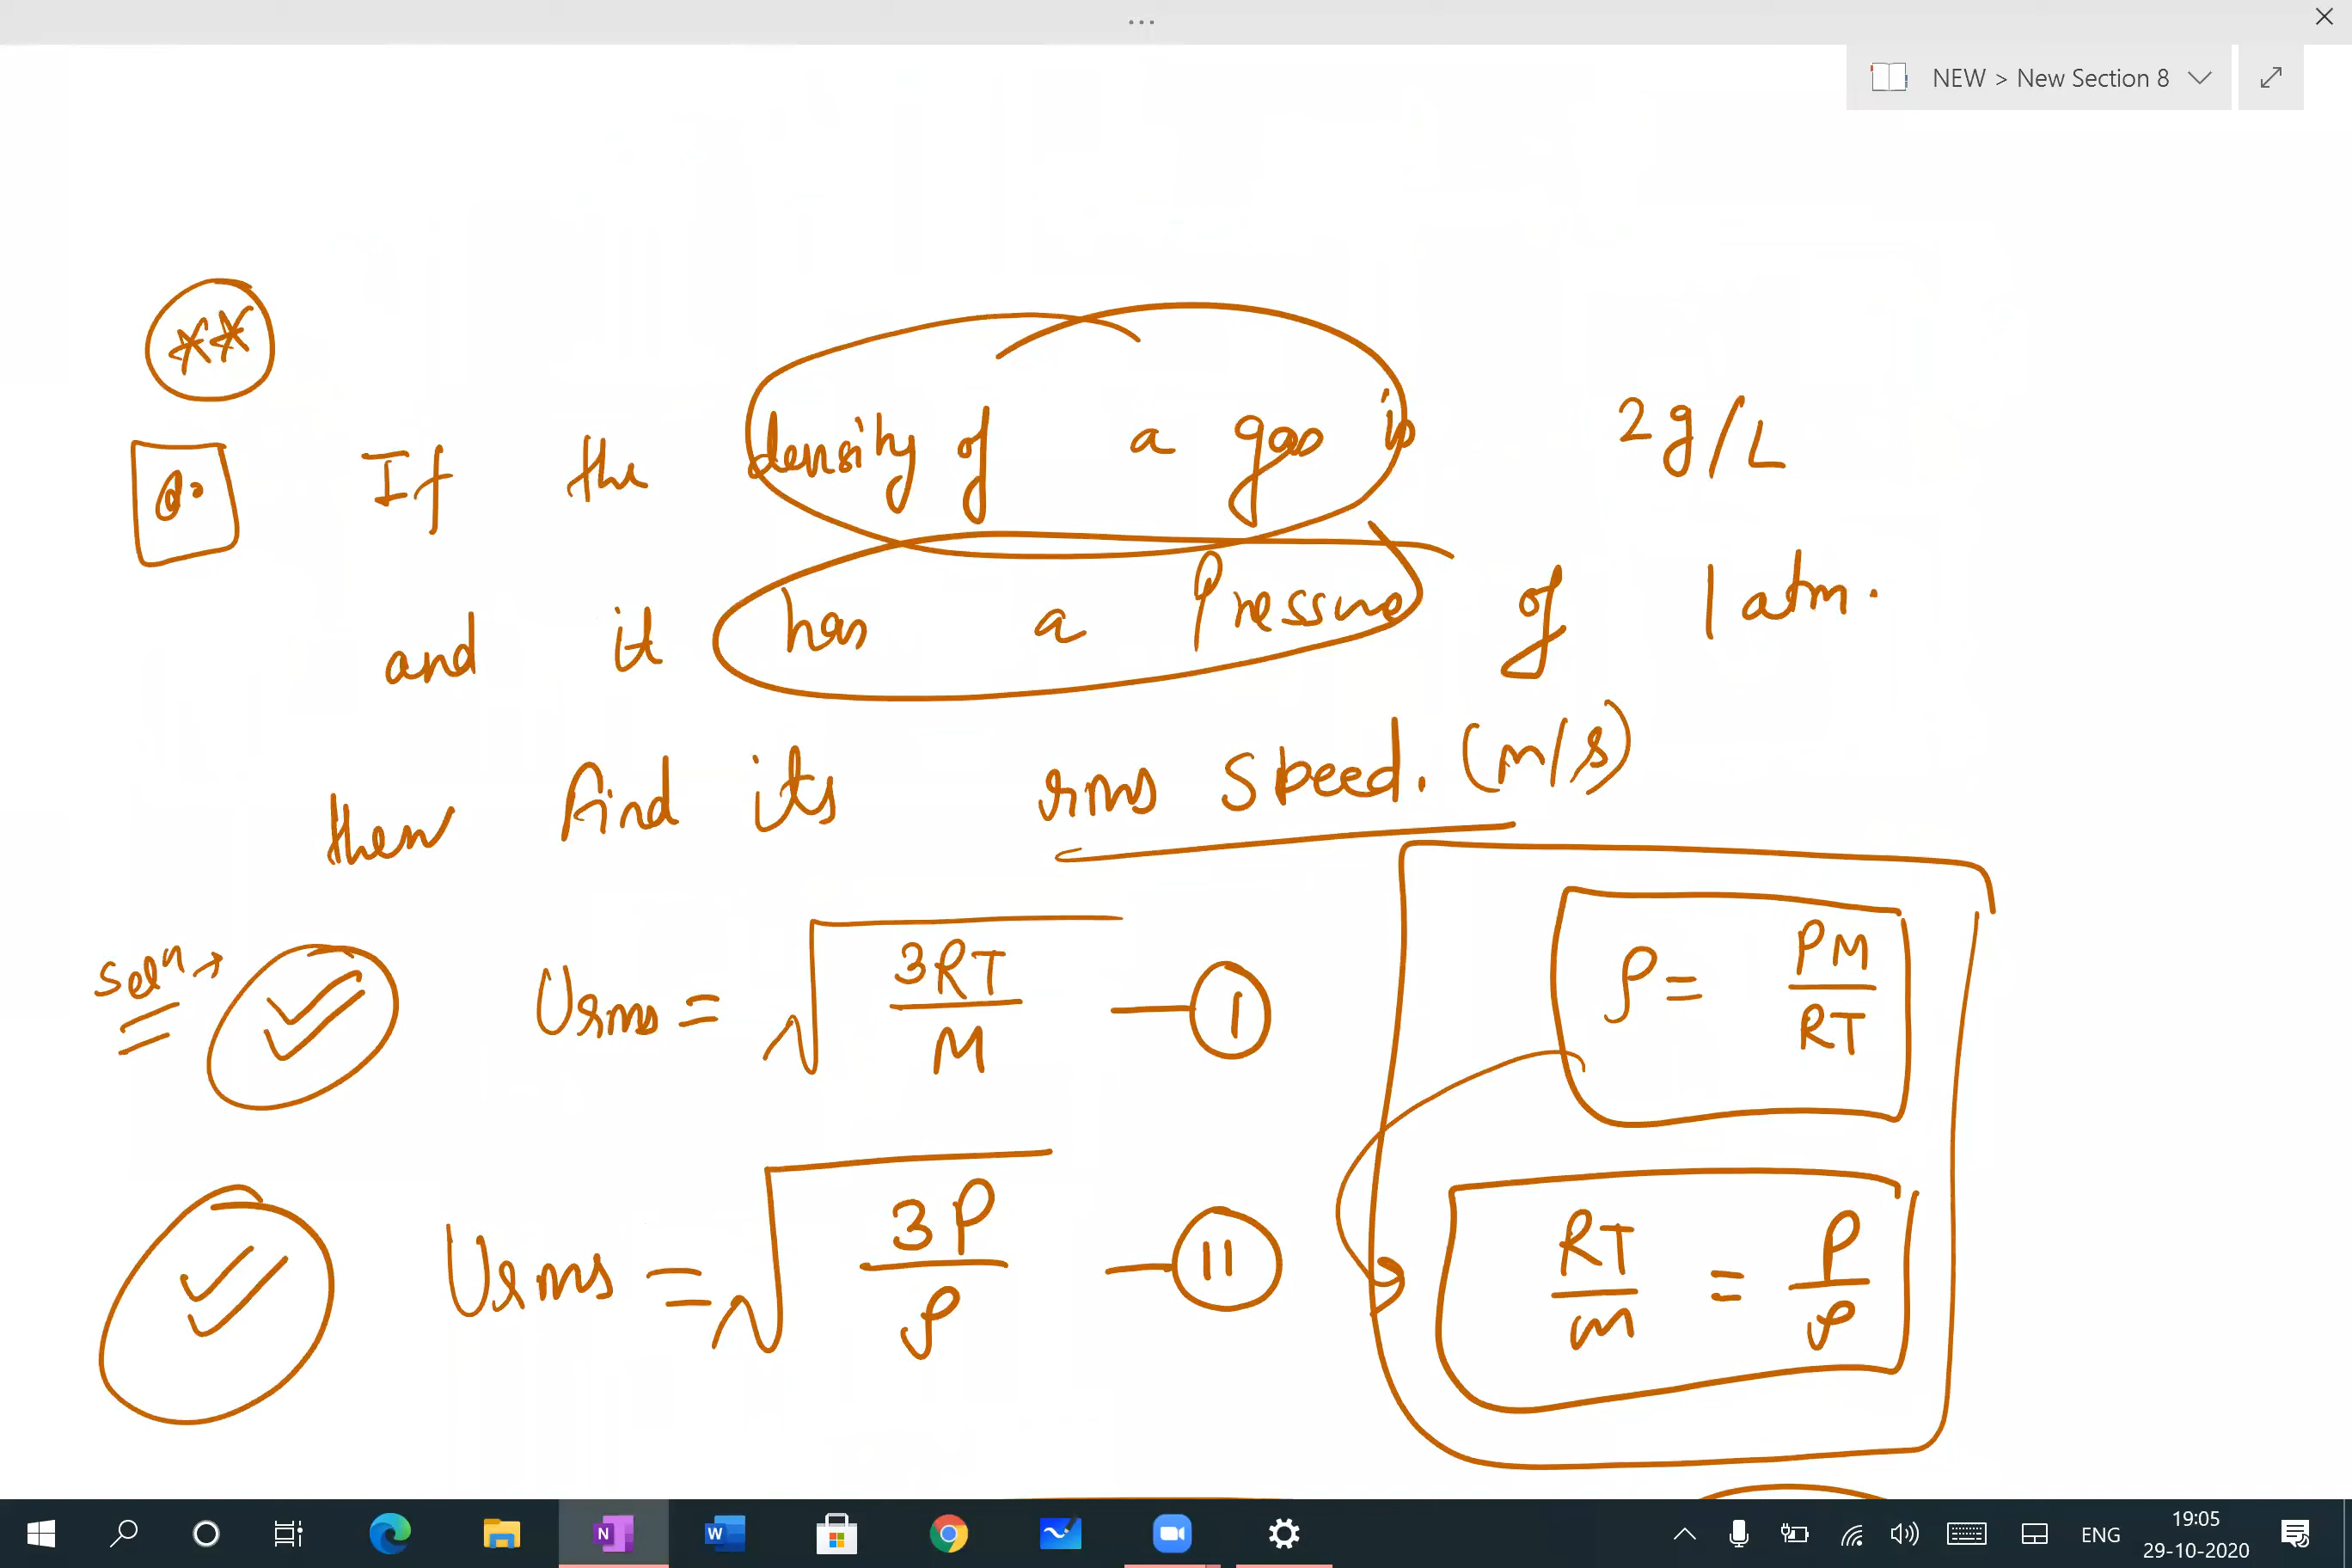 NEW > New Section 8
**
Q. If the density of a gas is 2g/L
and it has a Pressure of 1 atm.
then find its rms speed. (m/s)
Solⁿ → Urms = √(3RT/M) — (I)
ρ = PM/RT
Urms = √(3P/ρ) — (II)
RT/m = P/ρ
ENG
19:05
29-10-2020